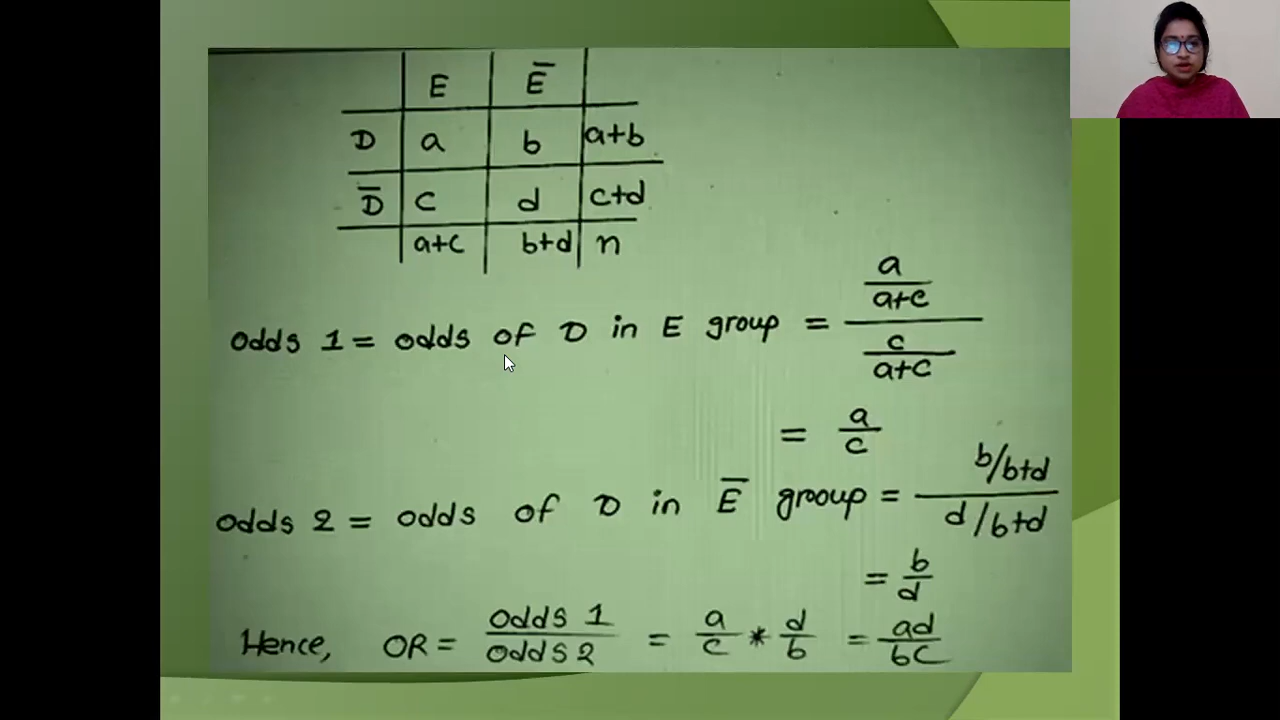 E Ē
D a b a+b
D̄ c d c+d
a+c b+d n
a
a+c
odds 1 = odds of D in E group =
c
a+c
= a/c
b/b+d
odds 2 = odds of D in Ē group =
d/b+d
= b/d
Hence, OR = odds 1/odds 2 = a/c * d/b = ad/bc